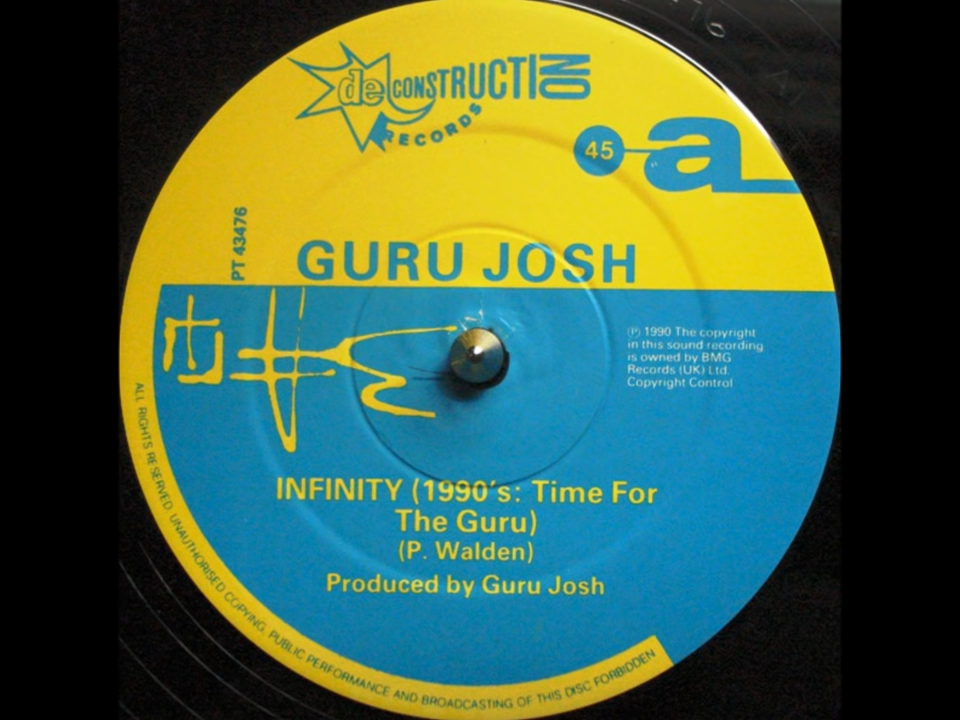 deCONSTRUCTION
RECORDS
45
a
PT 43476
GURU JOSH
℗ 1990 The copyright
in this sound recording
is owned by BMG
Records (UK) Ltd.
Copyright Control
INFINITY (1990's: Time For
The Guru)
(P. Walden)
Produced by Guru Josh
ALL RIGHTS RESERVED. UNAUTHORISED COPYING, PUBLIC PERFORMANCE AND BROADCASTING OF THIS DISC FORBIDDEN